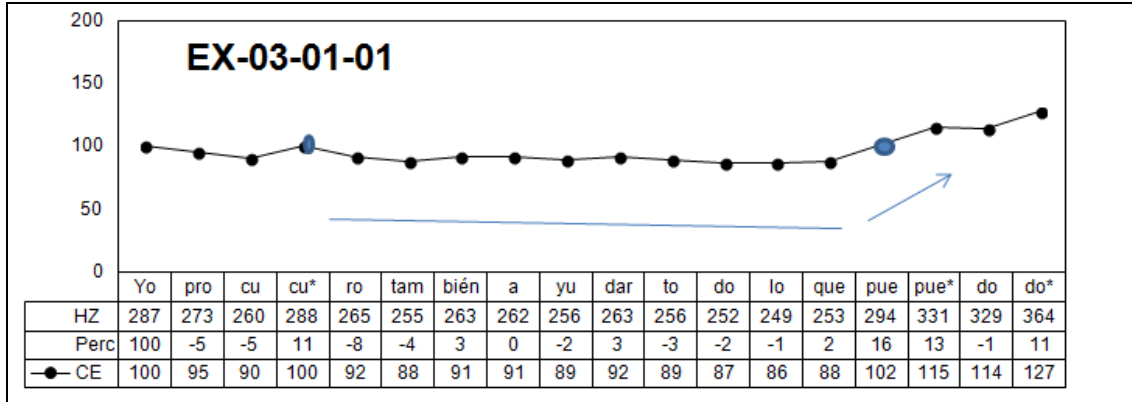 200
EX-03-01-01
150
100
50
0
Yo pro cu cu* ro tam bién a yu dar to do lo que pue pue* do do*
HZ 287 273 260 288 265 255 263 262 256 263 256 252 249 253 294 331 329 364
Perc 100 -5 -5 11 -8 -4 3 0 -2 3 -3 -2 -1 2 16 13 -1 11
CE 100 95 90 100 92 88 91 91 89 92 89 87 86 88 102 115 114 127